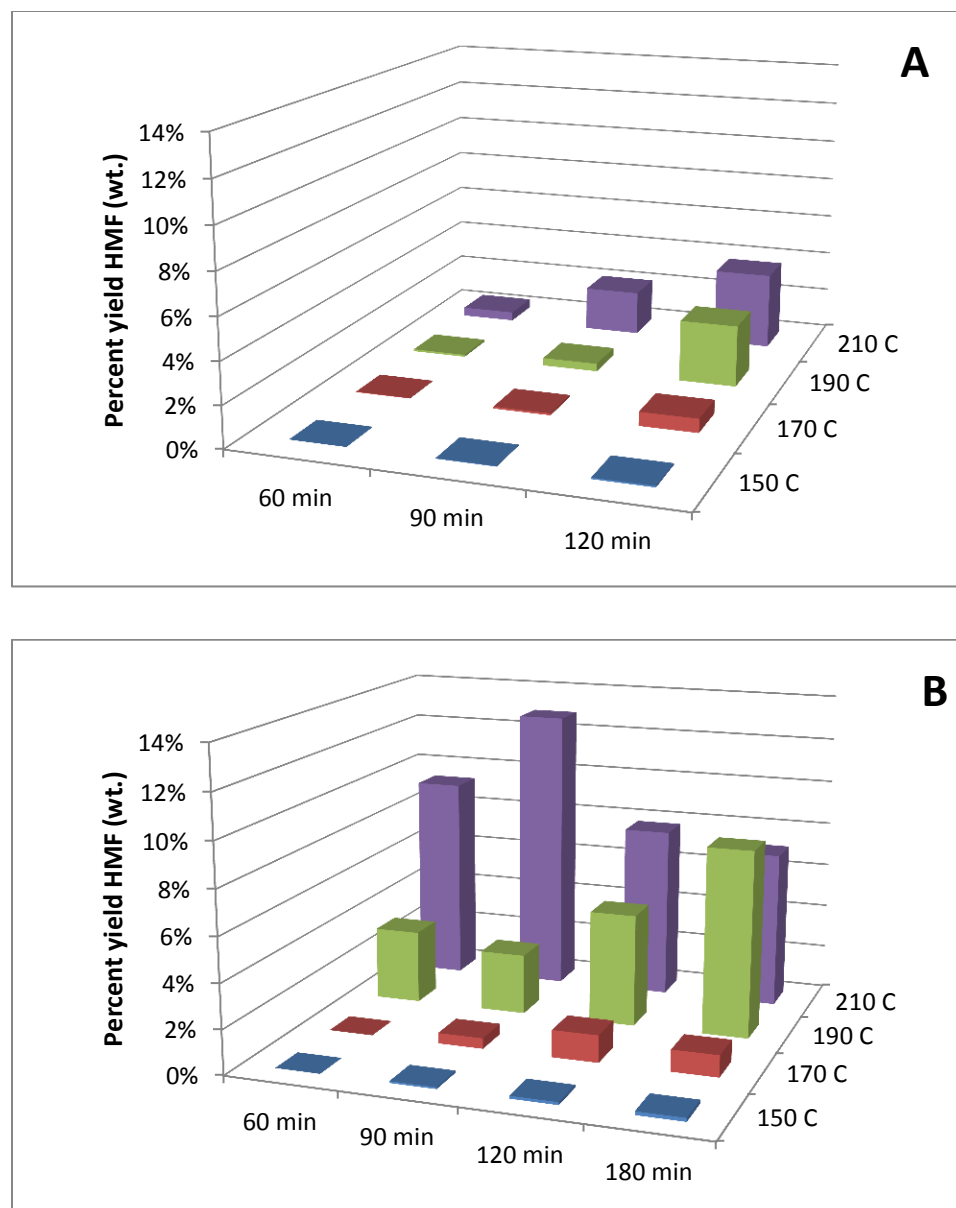 A
Percent yield HMF (wt.)
14%
12%
10%
8%
6%
4%
2%
0%
60 min
90 min
120 min
150 C
170 C
190 C
210 C
B
Percent yield HMF (wt.)
14%
12%
10%
8%
6%
4%
2%
0%
60 min
90 min
120 min
180 min
150 C
170 C
190 C
210 C